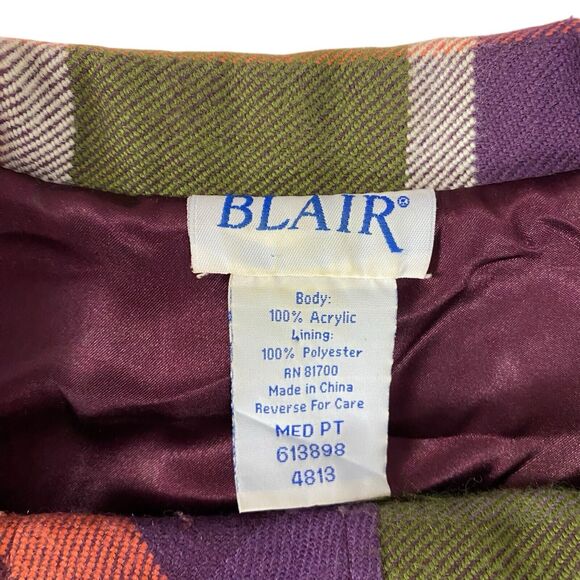 BLAIR®
Body:
100% Acrylic
Lining:
100% Polyester
RN 81700
Made in China
Reverse For Care
MED PT
613898
4813